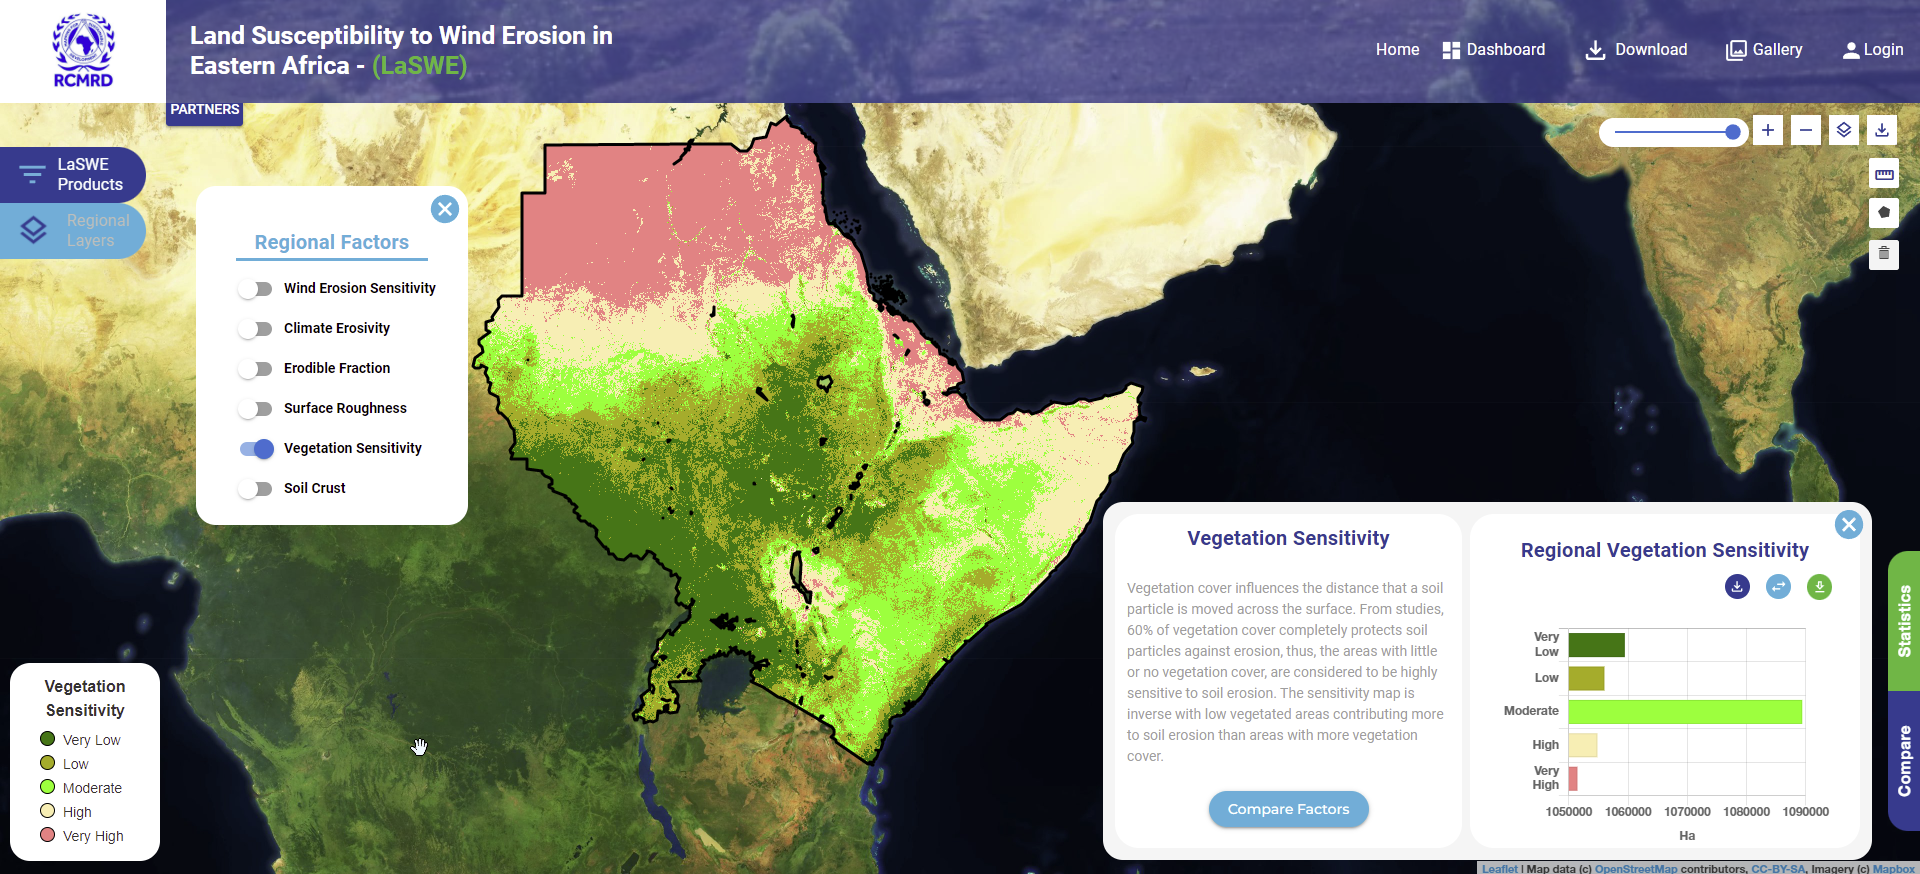 RCMRD
Land Susceptibility to Wind Erosion in
Eastern Africa - (LaSWE)
Home
Dashboard
Download
Gallery
Login
PARTNERS
LaSWE
Products
Regional
Layers
Regional Factors
Wind Erosion Sensitivity
Climate Erosivity
Erodible Fraction
Surface Roughness
Vegetation Sensitivity
Soil Crust
Vegetation
Sensitivity
Very Low
Low
Moderate
High
Very High
Vegetation Sensitivity
Vegetation cover influences the distance that a soil
particle is moved across the surface. From studies,
60% of vegetation cover completely protects soil
particles against erosion, thus, the areas with little
or no vegetation cover, are considered to be highly
sensitive to soil erosion. The sensitivity map is
inverse with low vegetated areas contributing more
to soil erosion than areas with more vegetation
cover.
Compare Factors
Regional Vegetation Sensitivity
Very
Low
Low
Moderate
High
Very
High
1050000 1060000 1070000 1080000 1090000
Ha
Statistics
Compare
Leaflet | Map data (c) OpenStreetMap contributors, CC-BY-SA, Imagery (c) Mapbox